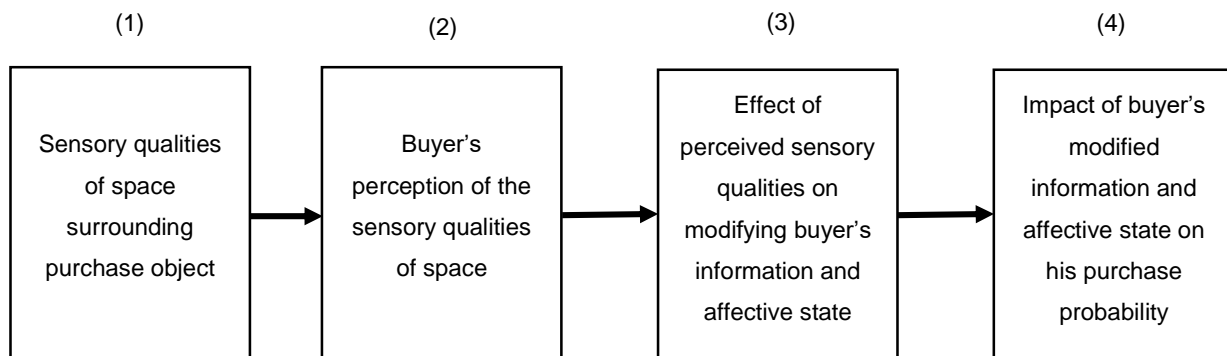 (1)
(2)
(3)
(4)
Sensory qualities
of space
surrounding
purchase object
Buyer’s
perception of the
sensory qualities
of space
Effect of
perceived sensory
qualities on
modifying buyer’s
information and
affective state
Impact of buyer’s
modified
information and
affective state on
his purchase
probability